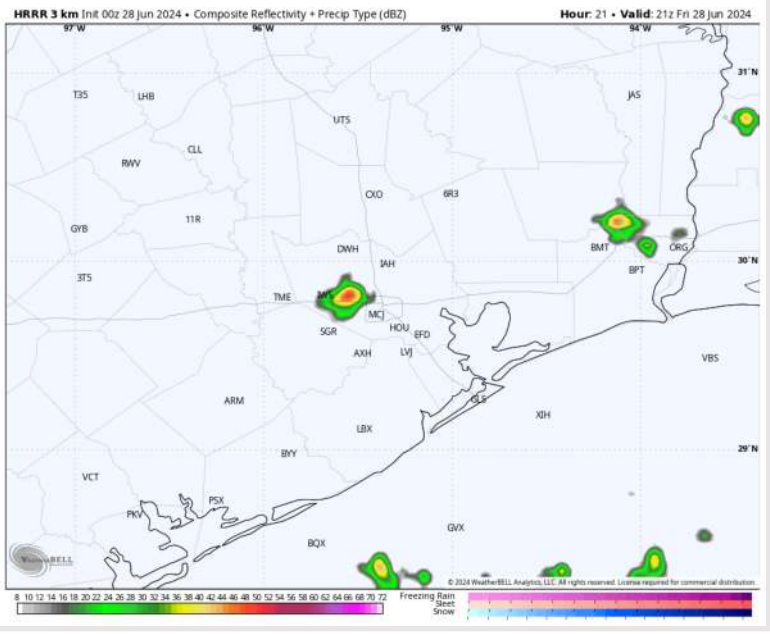 HRRR 3 km Init 00z 28 Jun 2024 • Composite Reflectivity + Precip Type (dBZ) Hour: 21 • Valid: 21z Fri 28 Jun 2024
97°W 96°W 95°W 94°W
31°N
T35 LHB JAS
UTS
CLL
RWV
CXO 6R3
11R
GYB
DWH BMT ORG
IAH 30°N
3T5 BPT
TME IWS
MCJ
SGR HOU EFD
AXH LVJ
VBS
ARM GLS
XIH
LBX
BYY 29°N
VCT
PSX
PKV
GVX
BQX
WeatherBELL
© 2024 WeatherBELL Analytics, LLC. All rights reserved. License required for commercial distribution.
8 10 12 14 16 18 20 22 24 26 28 30 32 34 36 38 40 42 44 46 48 50 52 54 56 58 60 62 64 66 68 70 72
Freezing Rain
Sleet
Snow